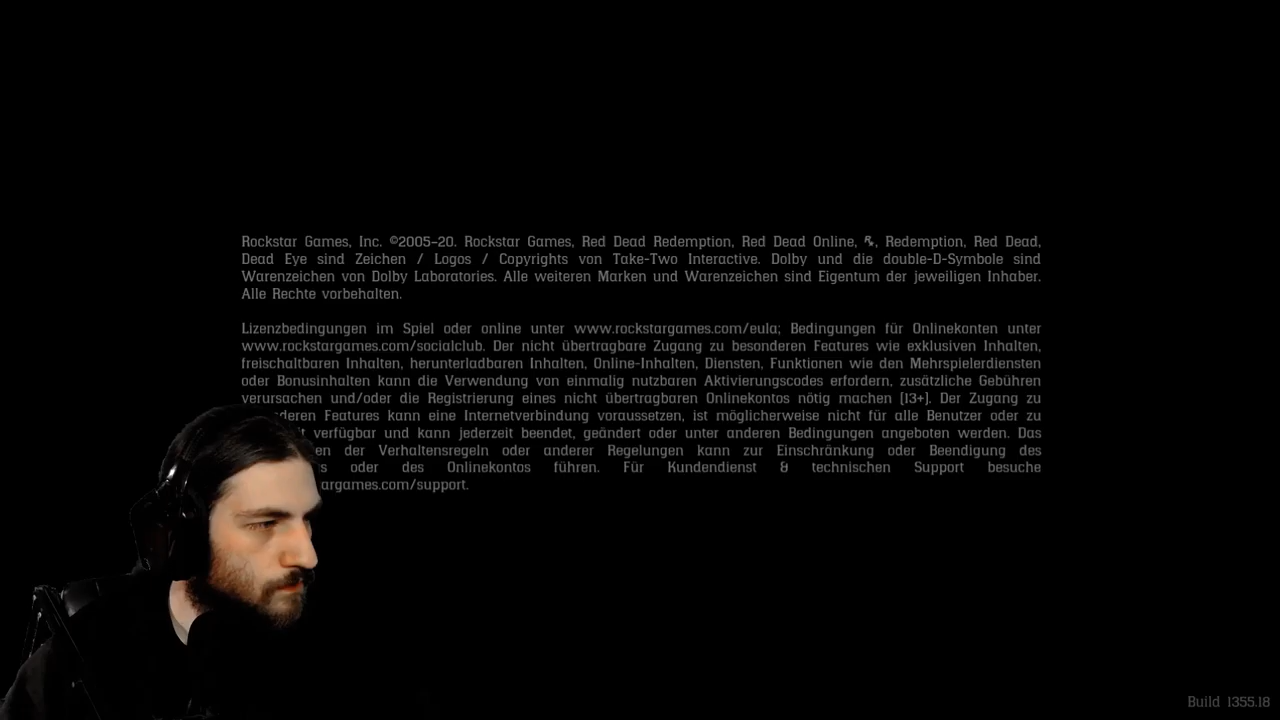 Rockstar Games, Inc. ©2005-20. Rockstar Games, Red Dead Redemption, Red Dead Online, R, Redemption, Red Dead,
Dead Eye sind Zeichen / Logos / Copyrights von Take-Two Interactive. Dolby und die double-D-Symbole sind
Warenzeichen von Dolby Laboratories. Alle weiteren Marken und Warenzeichen sind Eigentum der jeweiligen Inhaber.
Alle Rechte vorbehalten.
Lizenzbedingungen im Spiel oder online unter www.rockstargames.com/eula; Bedingungen für Onlinekonten unter
www.rockstargames.com/socialclub. Der nicht übertragbare Zugang zu besonderen Features wie exklusiven Inhalten,
freischaltbaren Inhalten, herunterladbaren Inhalten, Online-Inhalten, Diensten, Funktionen wie den Mehrspielerdiensten
oder Bonusinhalten kann die Verwendung von einmalig nutzbaren Aktivierungscodes erfordern, zusätzliche Gebühren
verursachen und/oder die Registrierung eines nicht übertragbaren Onlinekontos nötig machen [13+]. Der Zugang zu
deren Features kann eine Internetverbindung voraussetzen, ist möglicherweise nicht für alle Benutzer oder zu
verfügbar und kann jederzeit beendet, geändert oder unter anderen Bedingungen angeboten werden. Das
en der Verhaltensregeln oder anderer Regelungen kann zur Einschränkung oder Beendigung des
s oder des Onlinekontos führen. Für Kundendienst & technischen Support besuche
argames.com/support.
Build 1355.18